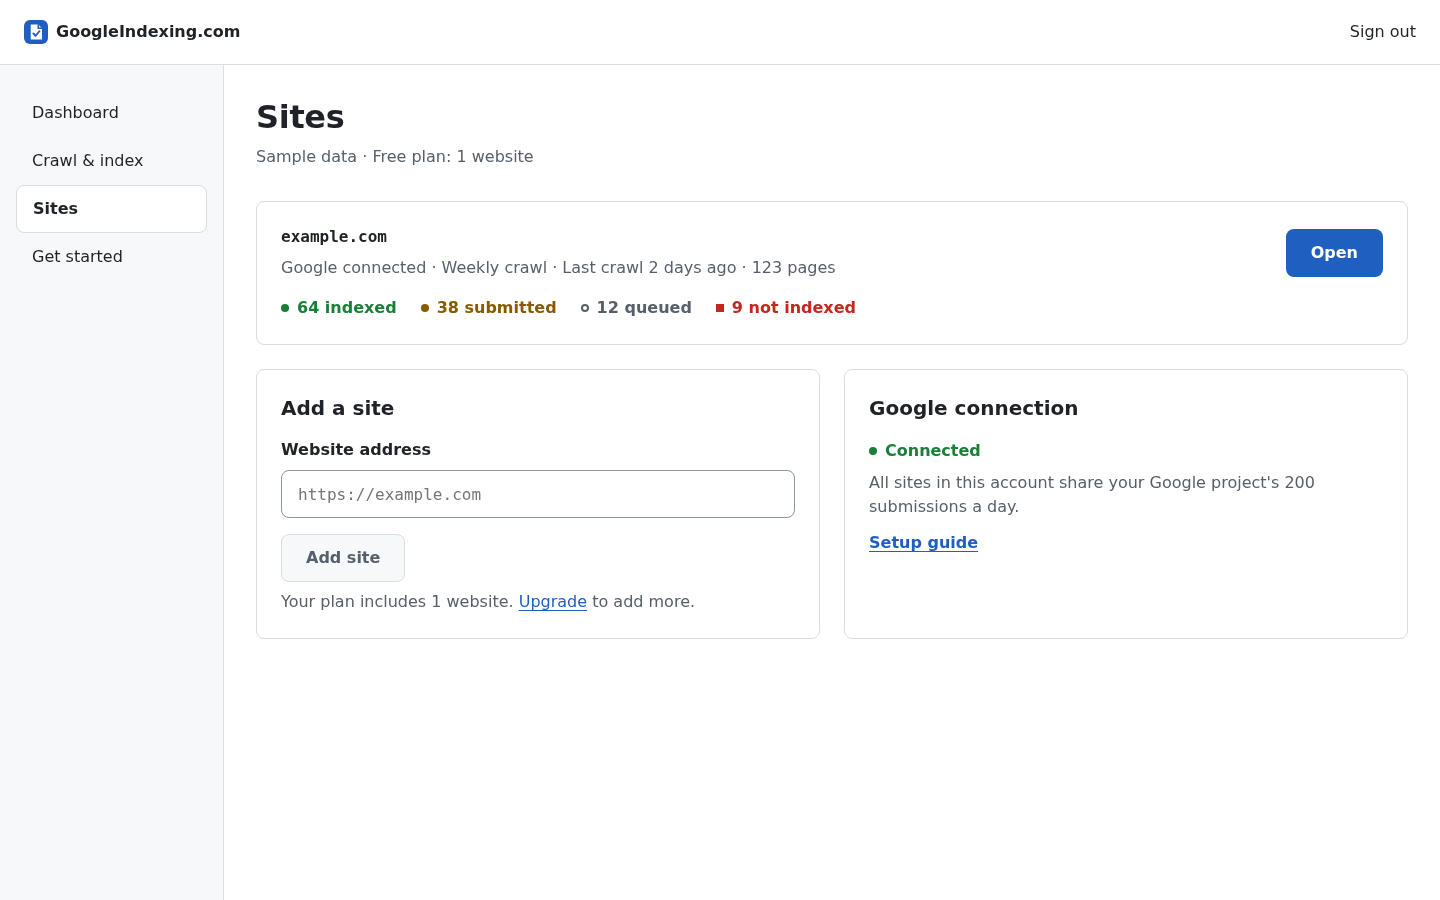 GoogleIndexing.com
Sign out
Dashboard
Crawl & index
Sites
Get started
Sites
Sample data · Free plan: 1 website
example.com
Google connected · Weekly crawl · Last crawl 2 days ago · 123 pages
64 indexed 38 submitted 12 queued 9 not indexed
Open
Add a site
Website address
https://example.com
Add site
Your plan includes 1 website. Upgrade to add more.
Google connection
Connected
All sites in this account share your Google project's 200
submissions a day.
Setup guide